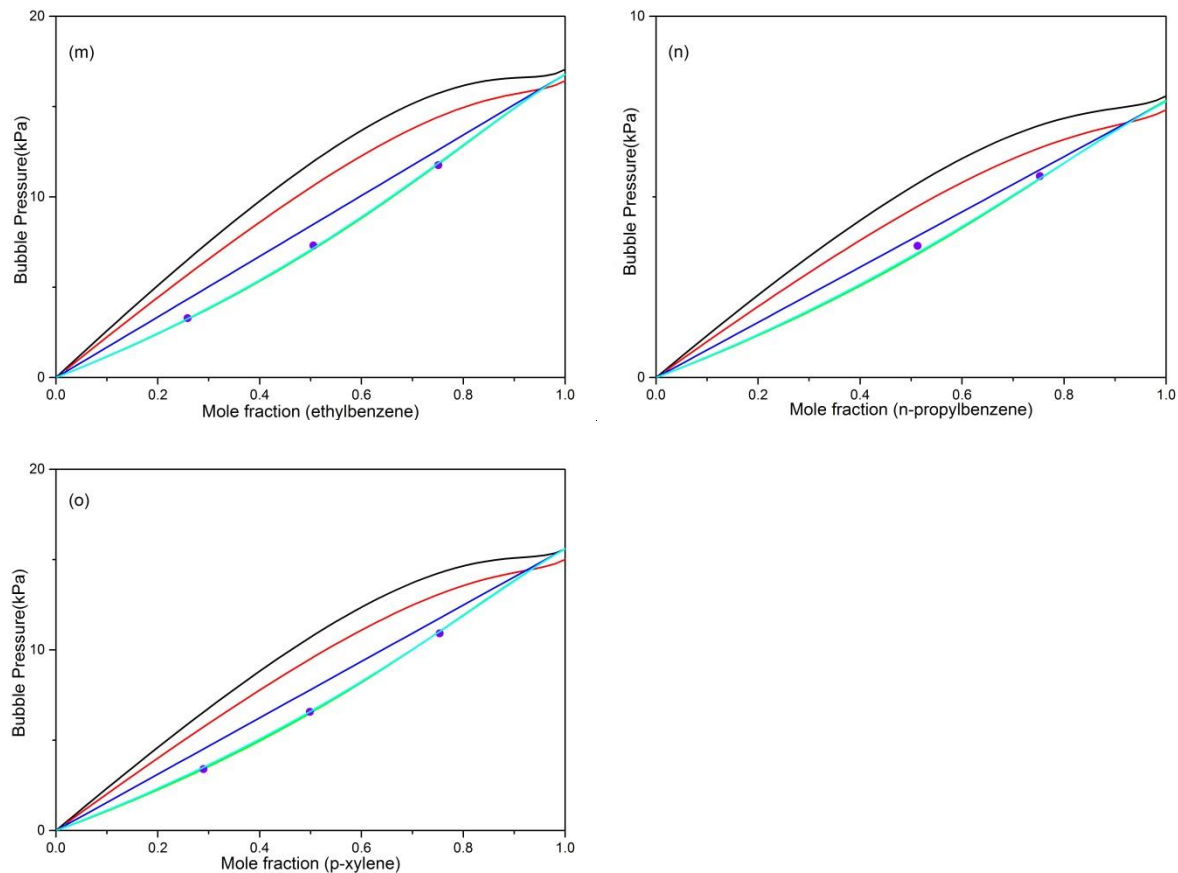 20
(m)
10
0
Bubble Pressure(kPa)
0.0 0.2 0.4 0.6 0.8 1.0
Mole fraction (ethylbenzene)
10
(n)
0
Bubble Pressure(kPa)
0.0 0.2 0.4 0.6 0.8 1.0
Mole fraction (n-propylbenzene)
20
(o)
10
0
Bubble Pressure(kPa)
0.0 0.2 0.4 0.6 0.8 1.0
Mole fraction (p-xylene)